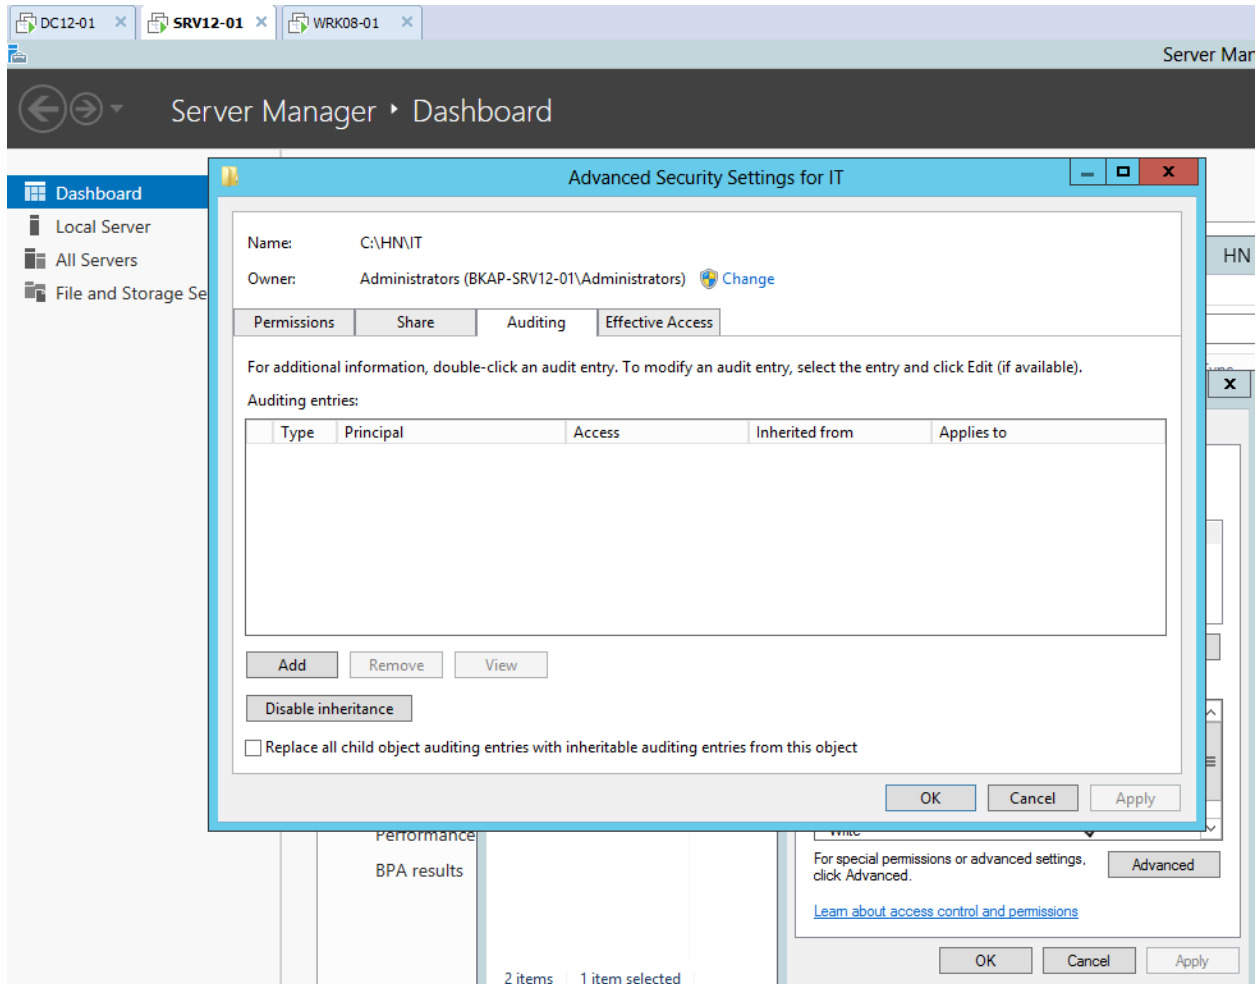 DC12-01
SRV12-01
WRK08-01
Server Man
Server Manager
Dashboard
Dashboard
Local Server
All Servers
File and Storage Se
Advanced Security Settings for IT
Name: C:\HN\IT
Owner: Administrators (BKAP-SRV12-01\Administrators) Change
Permissions Share Auditing Effective Access
For additional information, double-click an audit entry. To modify an audit entry, select the entry and click Edit (if available).
Auditing entries:
Type Principal Access Inherited from Applies to
Add Remove View
Disable inheritance
Replace all child object auditing entries with inheritable auditing entries from this object
OK Cancel Apply
HN
Performance
BPA results
2 items 1 item selected
Write
For special permissions or advanced settings,
click Advanced.
Advanced
Learn about access control and permissions
OK Cancel Apply